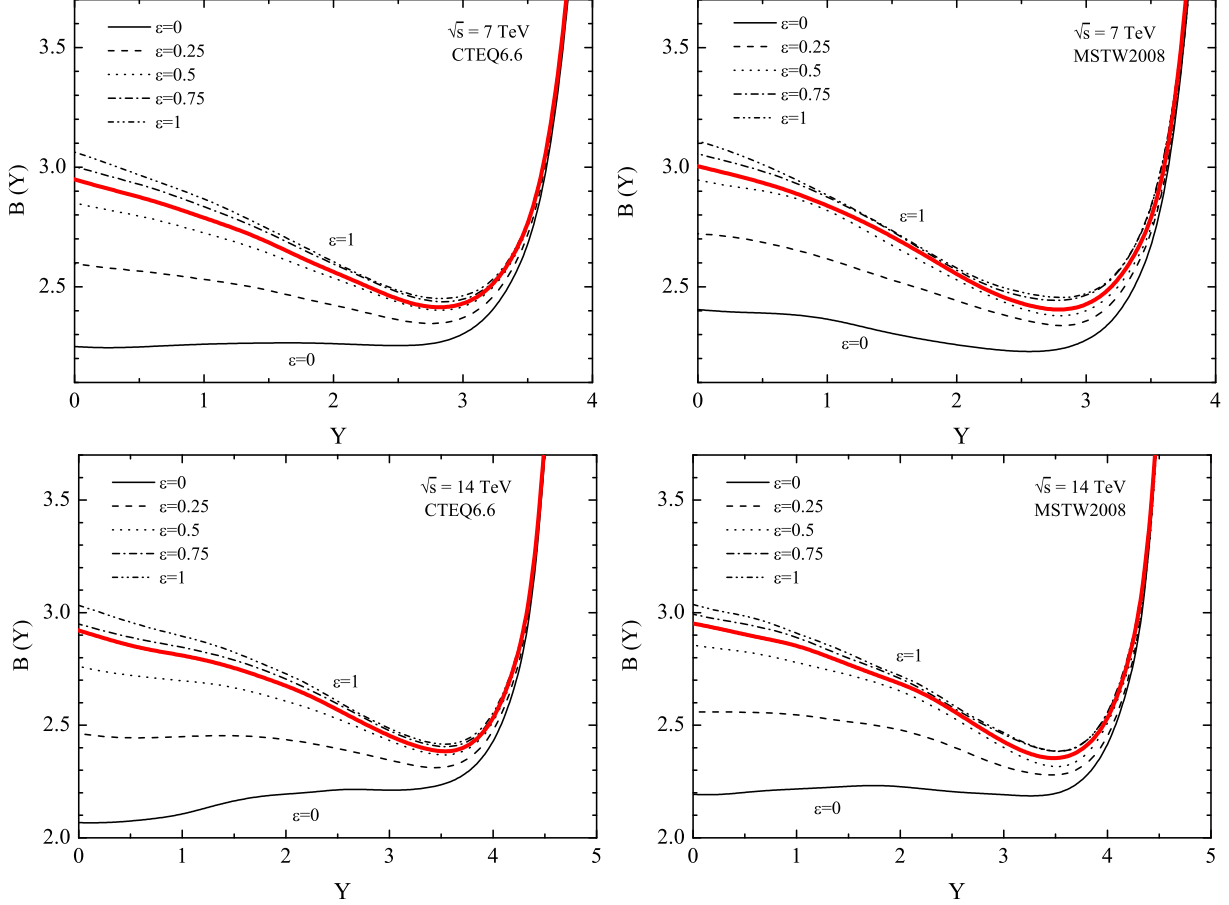 ε=0
ε=0.25
ε=0.5
ε=0.75
ε=1
√s = 7 TeV
CTEQ6.6
3.5
3.0
2.5
B (Y)
ε=1
ε=0
0 1 2 3 4
Y
ε=0
ε=0.25
ε=0.5
ε=0.75
ε=1
√s = 7 TeV
MSTW2008
3.5
3.0
2.5
B (Y)
ε=1
ε=0
0 1 2 3 4
Y
ε=0
ε=0.25
ε=0.5
ε=0.75
ε=1
√s = 14 TeV
CTEQ6.6
3.5
3.0
2.5
2.0
B (Y)
ε=1
ε=0
0 1 2 3 4 5
Y
ε=0
ε=0.25
ε=0.5
ε=0.75
ε=1
√s = 14 TeV
MSTW2008
3.5
3.0
2.5
2.0
B (Y)
ε=1
ε=0
0 1 2 3 4 5
Y